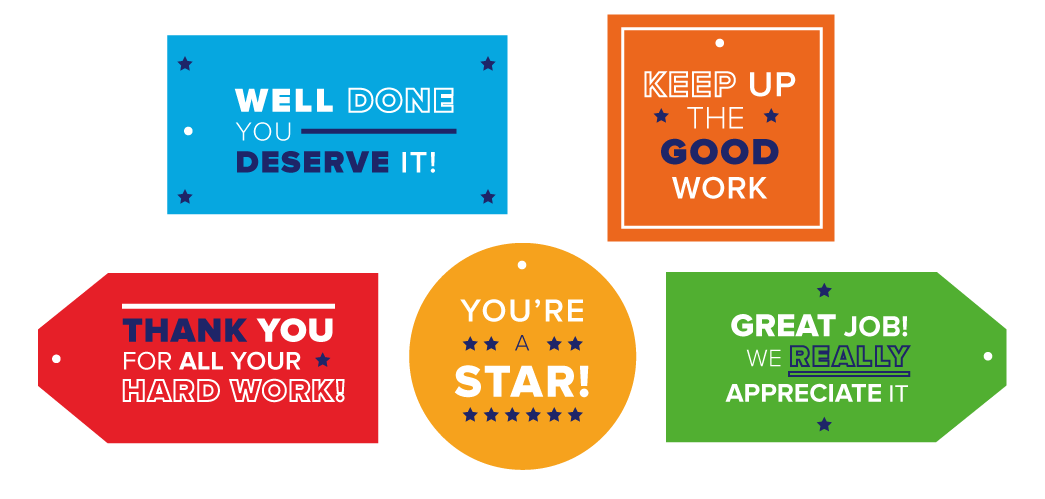 WELL DONE
YOU
DESERVE IT!
KEEP UP
THE
GOOD
WORK
THANK YOU
FOR ALL YOUR
HARD WORK!
YOU'RE
A
STAR!
GREAT JOB!
WE REALLY
APPRECIATE IT